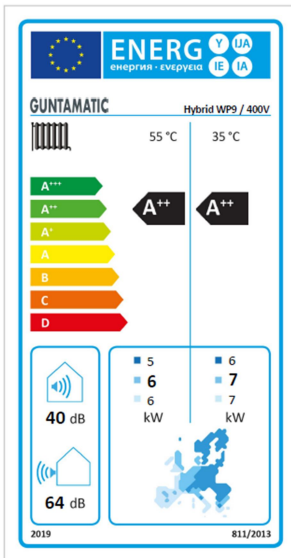 ENERG Y IJA
енергия · ενεργεια IE IA
GUNTAMATIC
Hybrid WP9 / 400V
55 °C 35 °C
A+++
A++ A++ A++
A+
A
B
C
D
5 6
6 7
6 7
kW kW
40 dB
64 dB
2019 811/2013